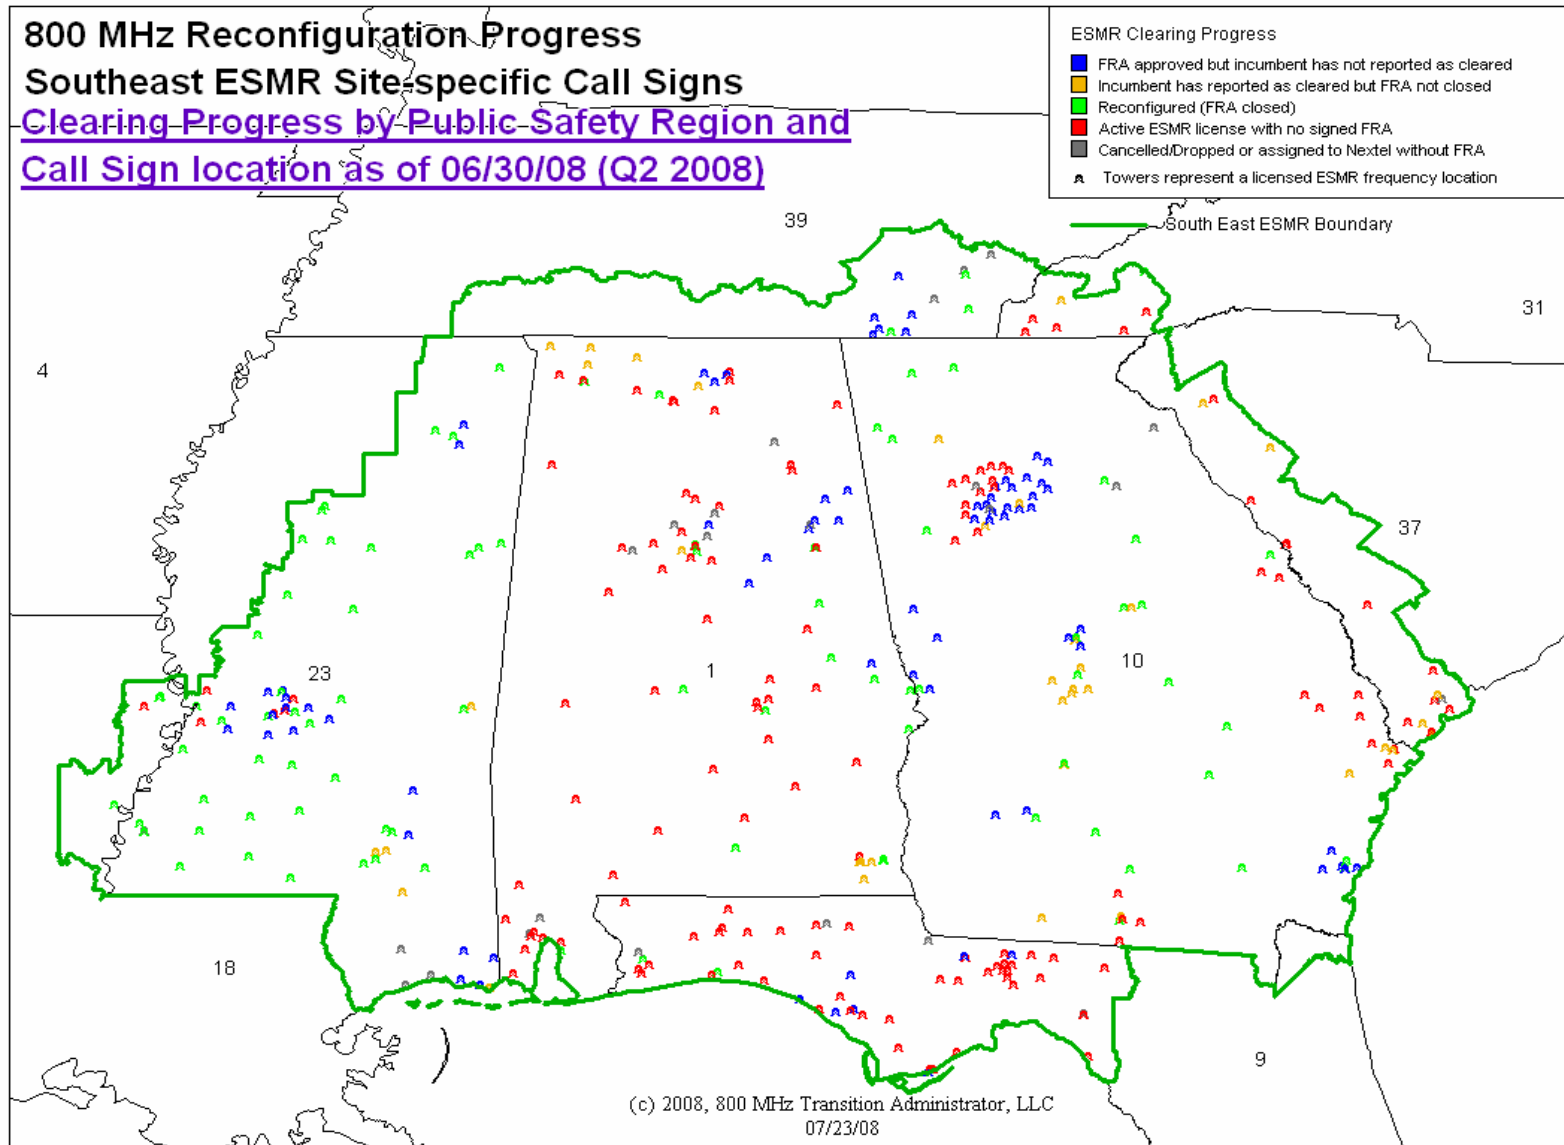 800 MHz Reconfiguration Progress
Southeast ESMR Site-specific Call Signs
Clearing Progress by Public Safety Region and
Call Sign location as of 06/30/08 (Q2 2008)
ESMR Clearing Progress
FRA approved but incumbent has not reported as cleared
Incumbent has reported as cleared but FRA not closed
Reconfigured (FRA closed)
Active ESMR license with no signed FRA
Cancelled/Dropped or assigned to Nextel without FRA
Towers represent a licensed ESMR frequency location
South East ESMR Boundary
39
31
4
37
23
1
10
18
9
(c) 2008, 800 MHz Transition Administrator, LLC
07/23/08